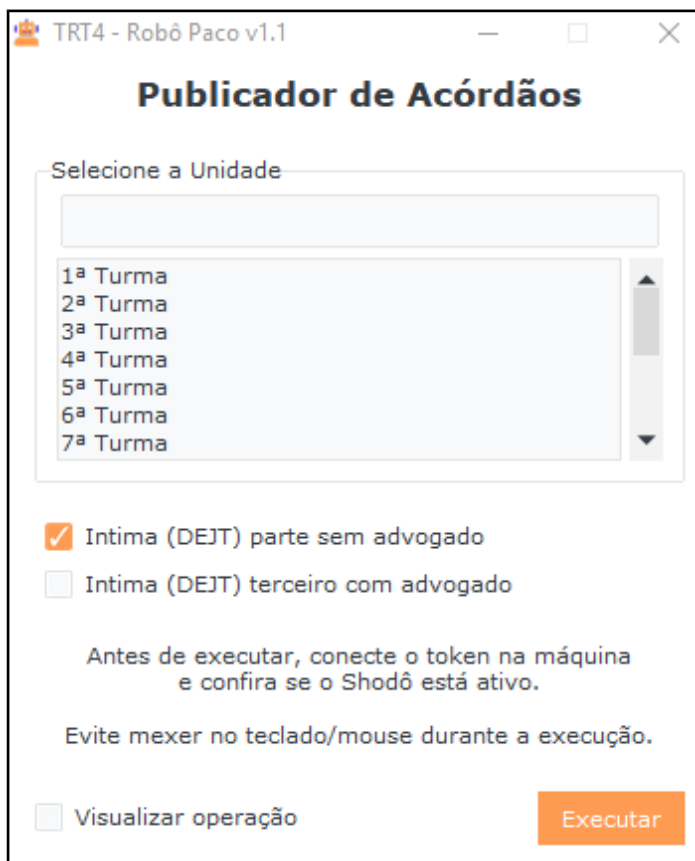 TRT4 - Robô Paco v1.1
Publicador de Acórdãos
Selecione a Unidade
1ª Turma
2ª Turma
3ª Turma
4ª Turma
5ª Turma
6ª Turma
7ª Turma
Intima (DEJT) parte sem advogado
Intima (DEJT) terceiro com advogado
Antes de executar, conecte o token na máquina
e confira se o Shodô está ativo.
Evite mexer no teclado/mouse durante a execução.
Visualizar operação
Executar